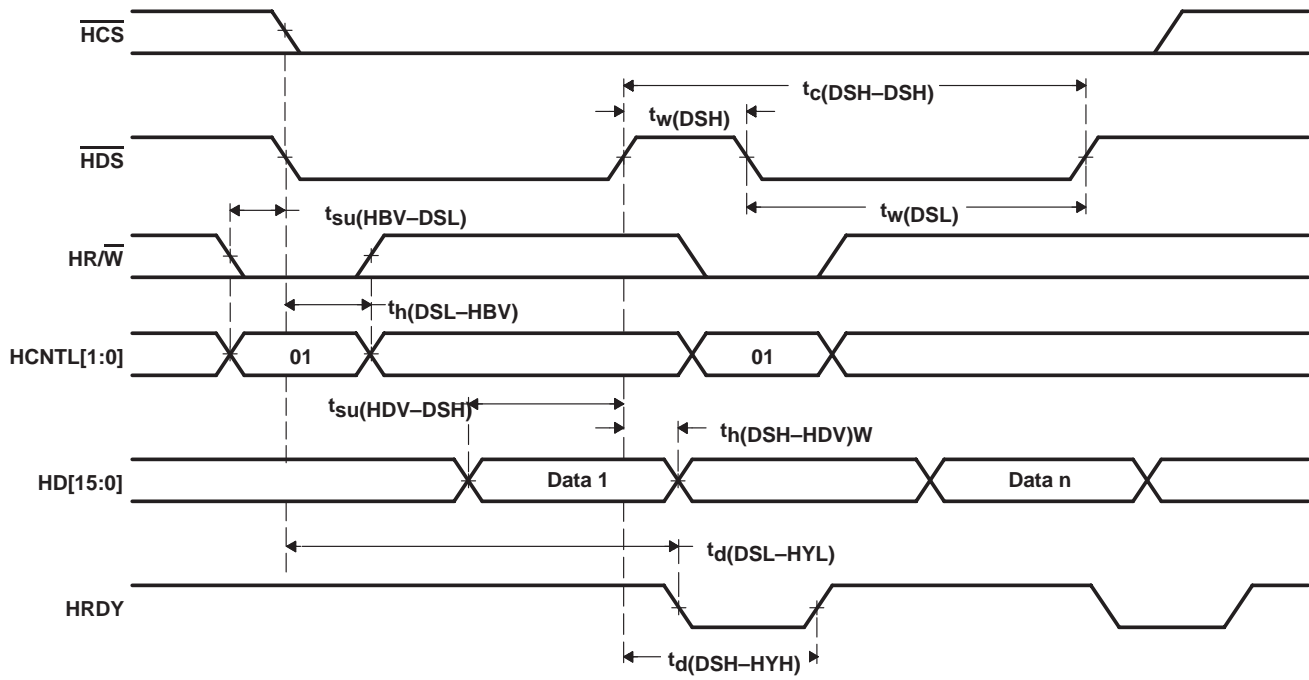 HCS
tc(DSH–DSH)
tw(DSH)
HDS
tsu(HBV–DSL)
tw(DSL)
HR/W
th(DSL–HBV)
HCNTL[1:0]
01
01
tsu(HDV–DSH)
th(DSH–HDV)W
HD[15:0]
Data 1
Data n
td(DSL–HYL)
HRDY
td(DSH–HYH)